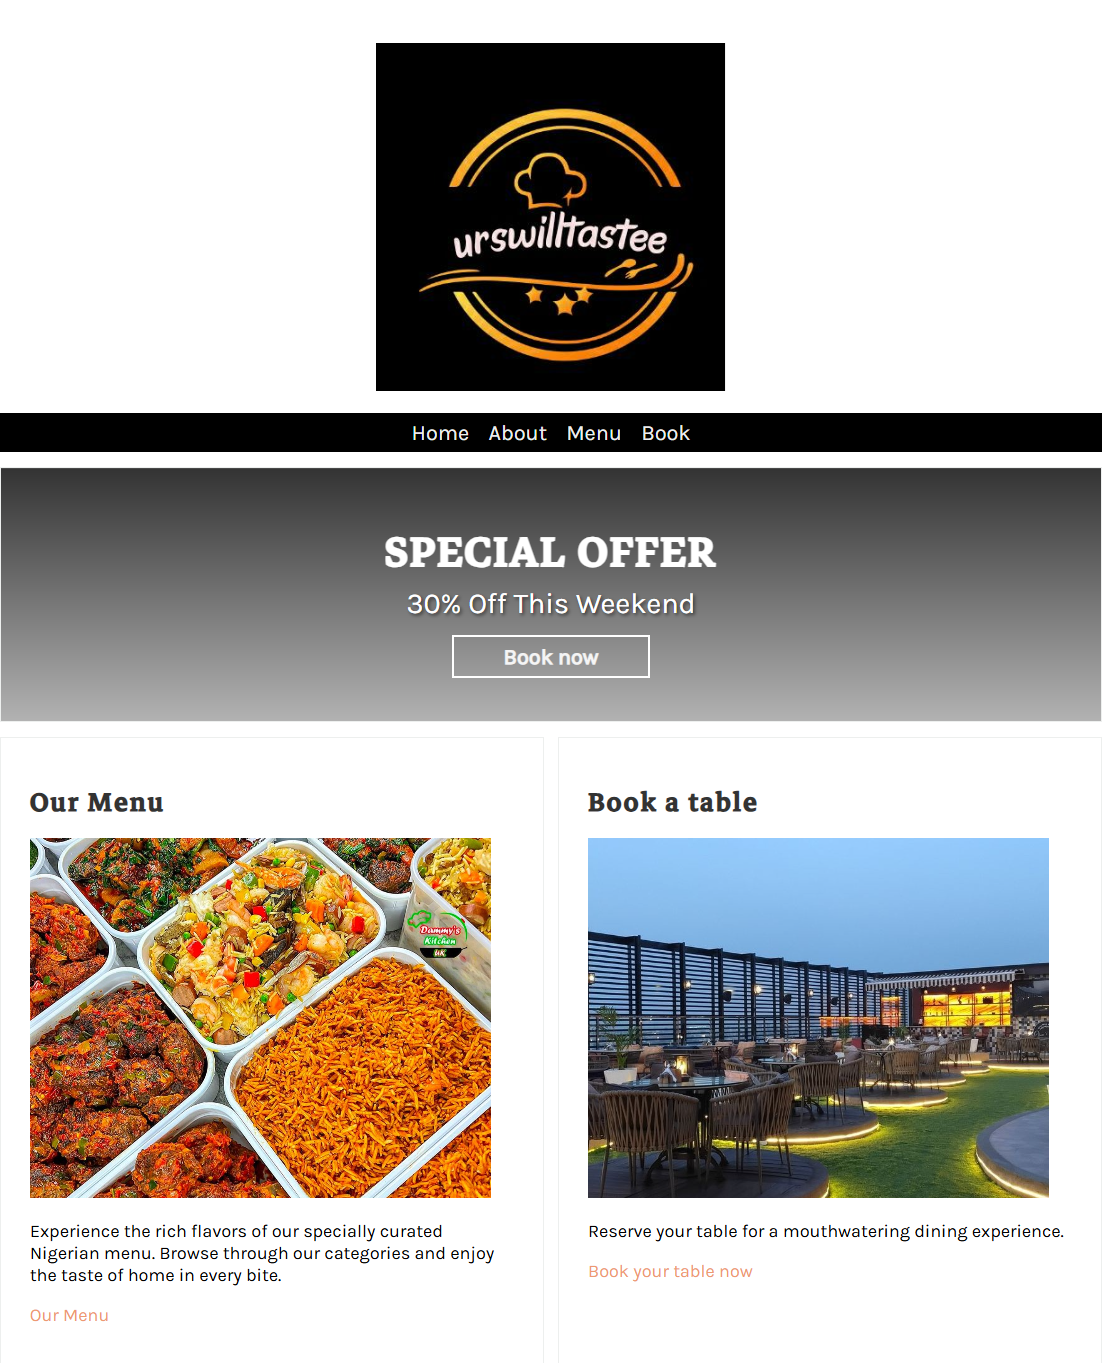 urswilltastee
Home About Menu Book
SPECIAL OFFER
30% Off This Weekend
Book now
Our Menu
Dammy's
Kitchen
UK
Experience the rich flavors of our specially curated
Nigerian menu. Browse through our categories and enjoy
the taste of home in every bite.
Our Menu
Book a table
Reserve your table for a mouthwatering dining experience.
Book your table now